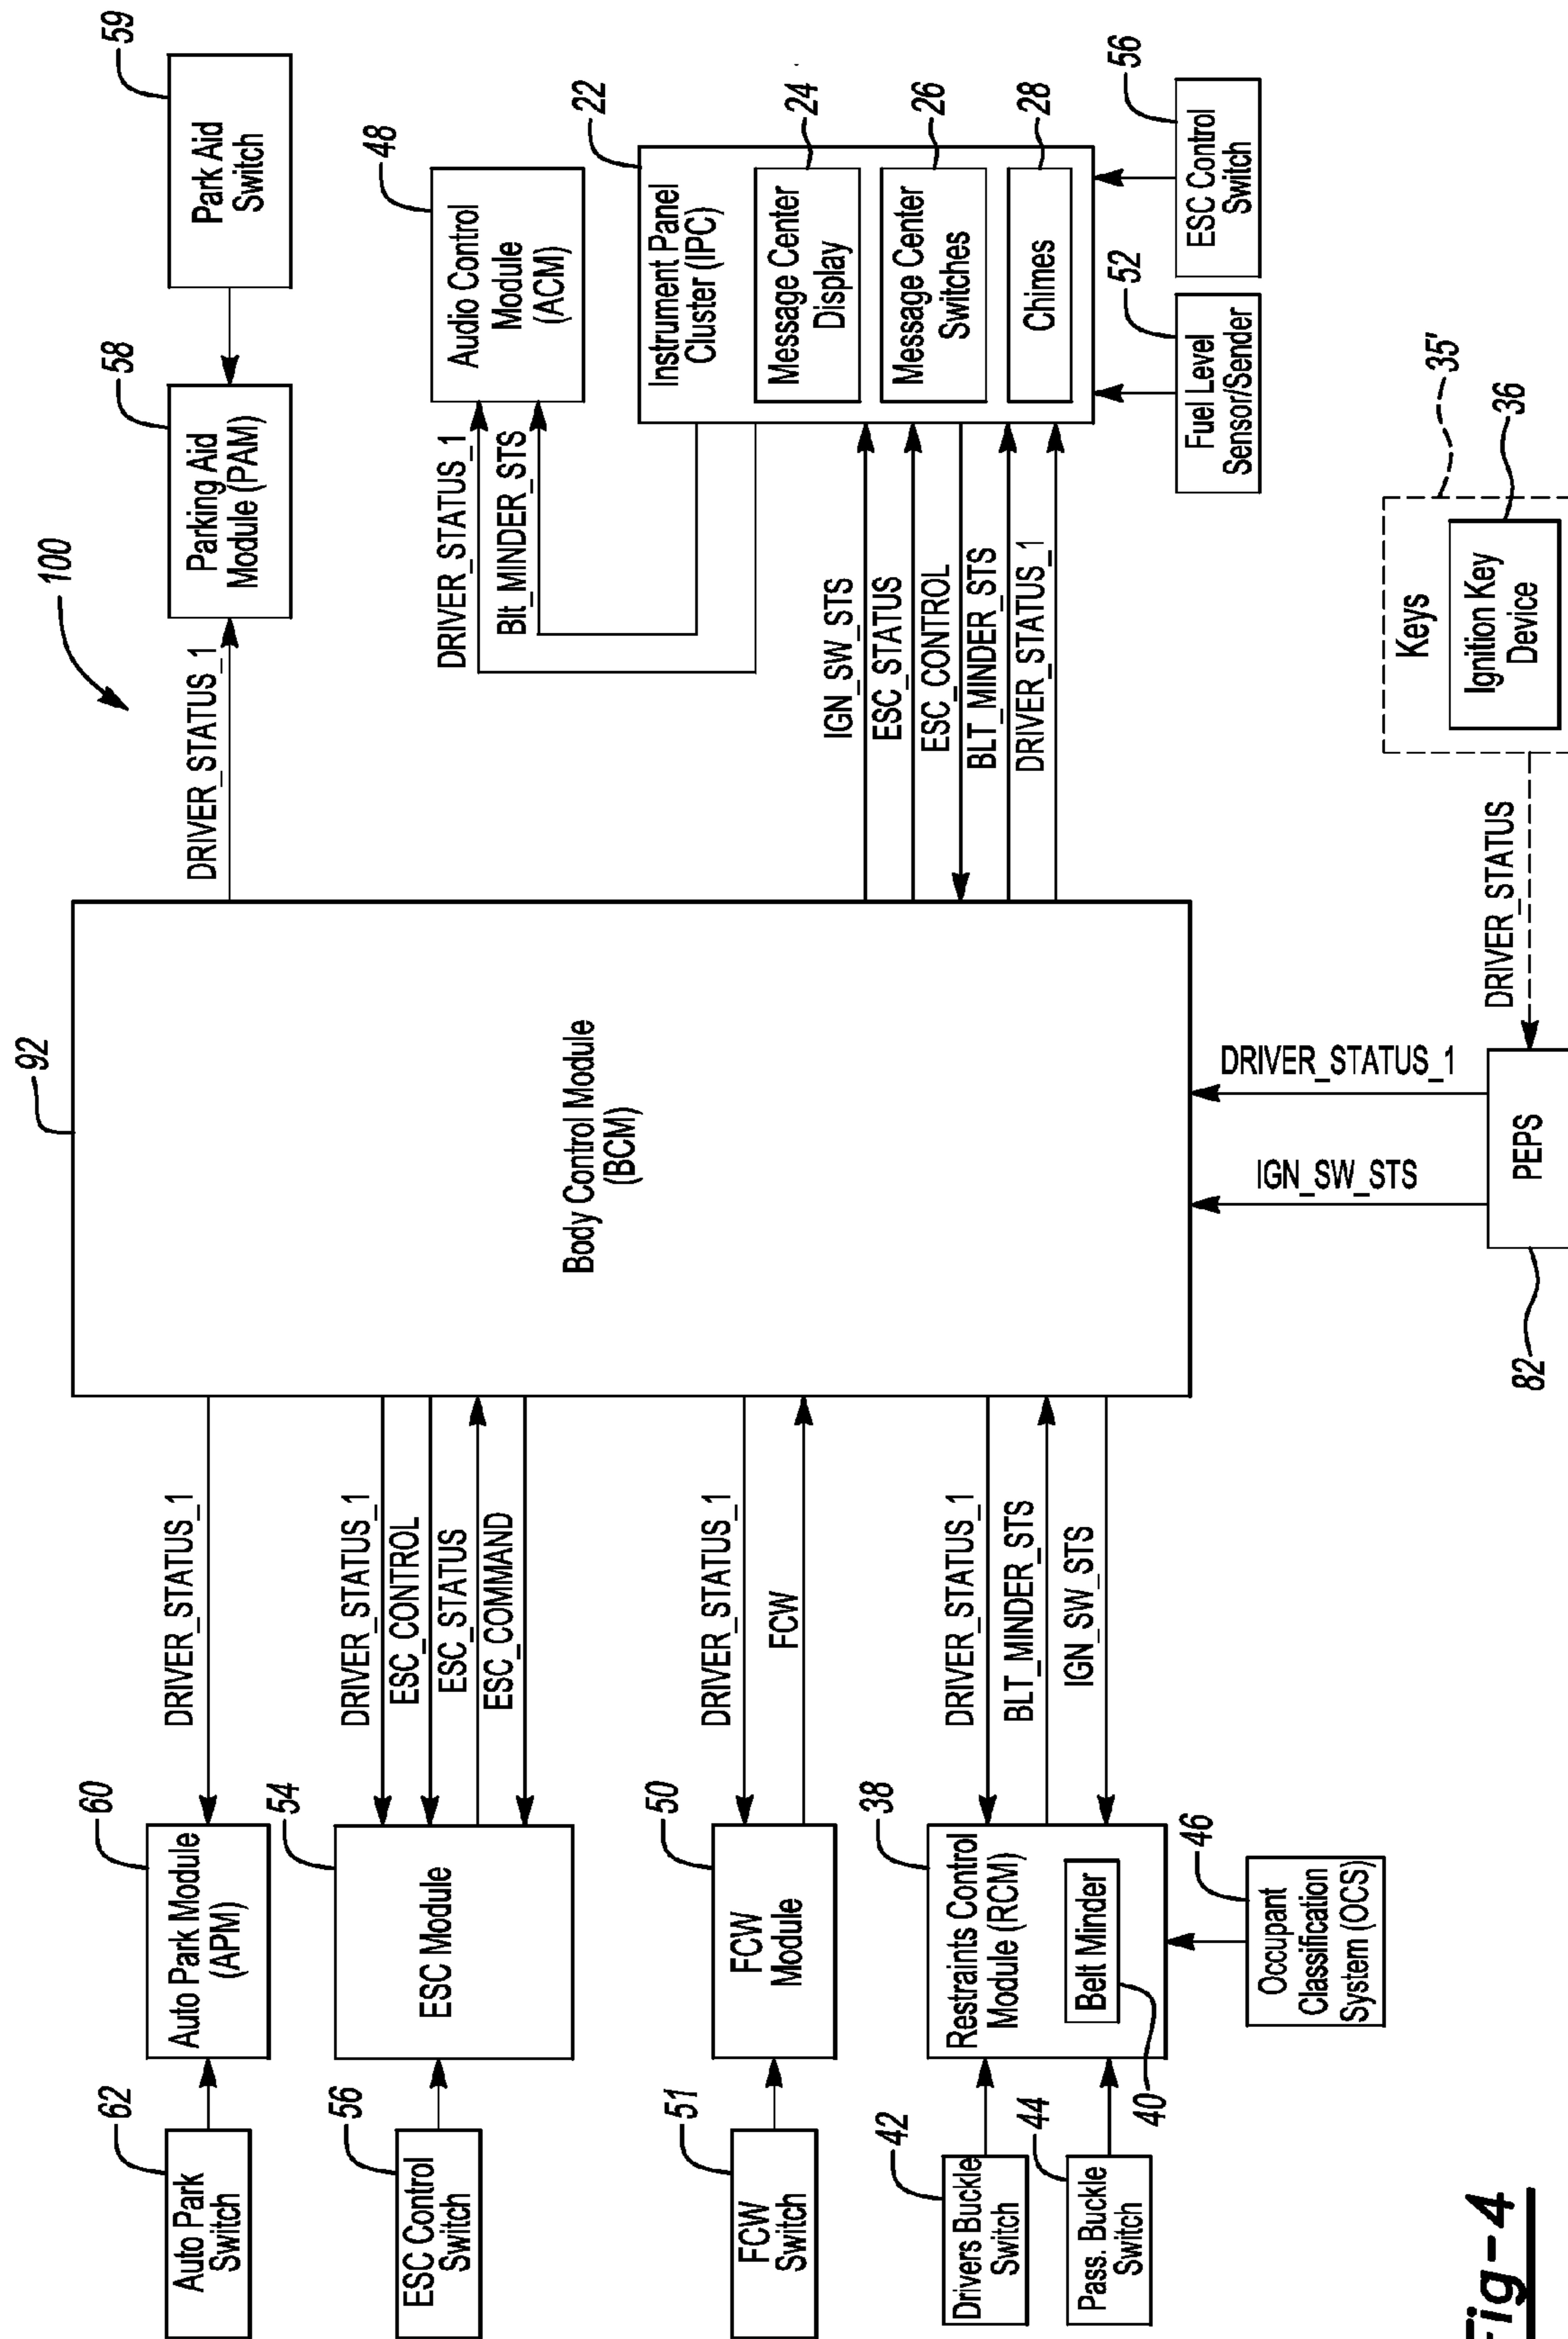 100
92
Body Control Module
(BCM)
62
Auto Park
Switch
60
Auto Park Module
(APM)
DRIVER_STATUS_1
56
ESC Control
Switch
54
ESC Module
DRIVER_STATUS_1
ESC_CONTROL
ESC_STATUS
ESC_COMMAND
51
FCW
Switch
50
FCW
Module
DRIVER_STATUS_1
FCW
42
Drivers Buckle
Switch
44
Pass. Buckle
Switch
38
Restraints Control
Module (RCM)
Belt Minder
40
DRIVER_STATUS_1
BLT_MINDER_STS
IGN_SW_STS
46
Occupant
Classification
System (OCS)
DRIVER_STATUS_1
58
Parking Aid
Module (PAM)
59
Park Aid
Switch
48
Audio Control
Module
(ACM)
DRIVER_STATUS_1
Blt_MINDER_STS
22
Instrument Panel
Cluster (IPC)
24
Message Center
Display
26
Message Center
Switches
28
Chimes
IGN_SW_STS
ESC_STATUS
ESC_CONTROL
BLT_MINDER_STS
DRIVER_STATUS_1
52
Fuel Level
Sensor/Sender
56
ESC Control
Switch
82
PEPS
IGN_SW_STS
DRIVER_STATUS_1
DRIVER_STATUS
35'
Keys
36
Ignition Key
Device
Fig-4